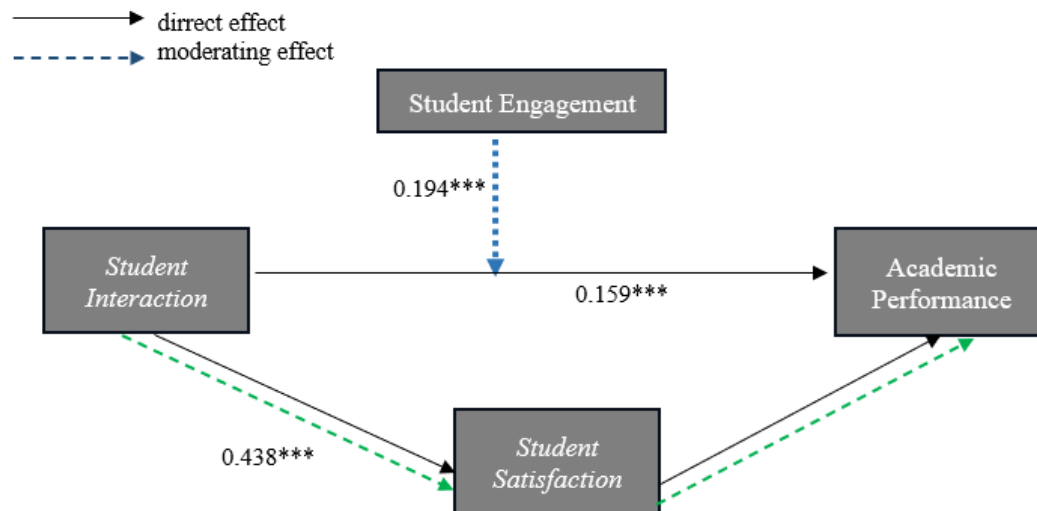 dirrect effect
moderating effect
Student Engagement
0.194***
Student
Interaction
0.159***
Academic
Performance
0.438***
Student
Satisfaction